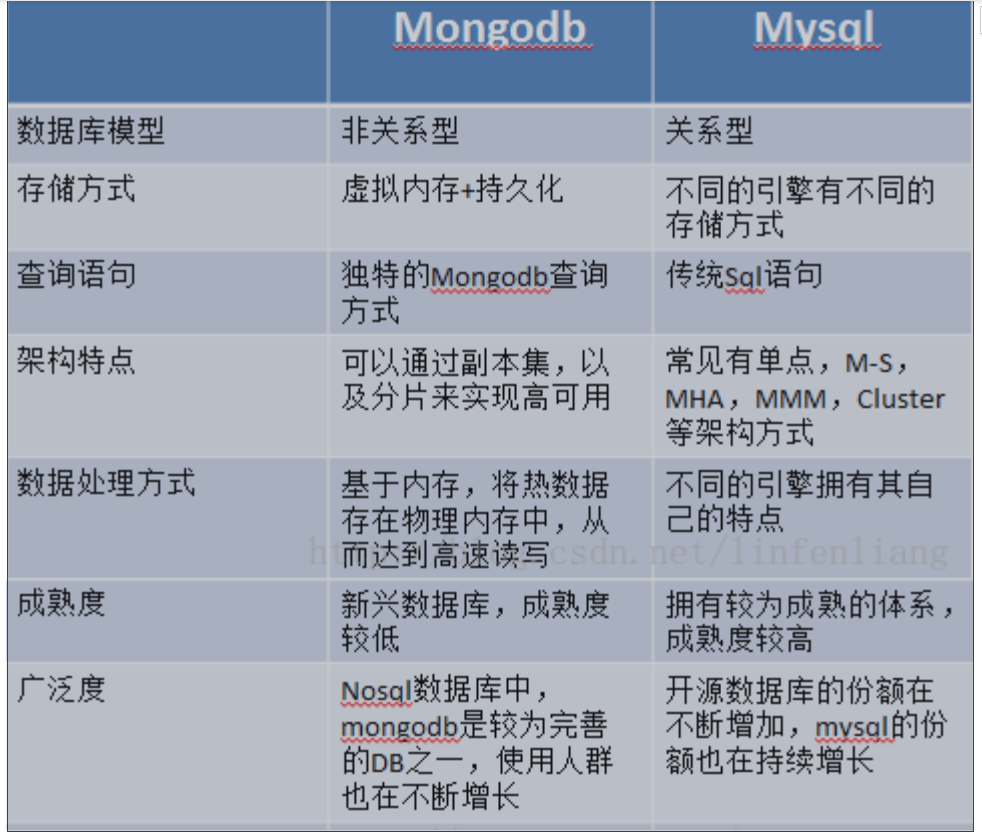 Mongodb
Mysql
数据库模型
非关系型
关系型
存储方式
虚拟内存+持久化
不同的引擎有不同的
存储方式
查询语句
独特的Mongodb查询
方式
传统Sql语句
架构特点
可以通过副本集，以
及分片来实现高可用
常见有单点，M-S，
MHA，MMM，Cluster
等架构方式
数据处理方式
基于内存，将热数据
存在物理内存中，从
而达到高速读写
不同的引擎拥有其自
己的特点
csdn.net/linfenliang
成熟度
新兴数据库，成熟度
较低
拥有较为成熟的体系，
成熟度较高
广泛度
Nosql数据库中，
mongodb是较为完善
的DB之一，使用人群
也在不断增长
开源数据库的份额在
不断增加，mysql的份
额也在持续增长